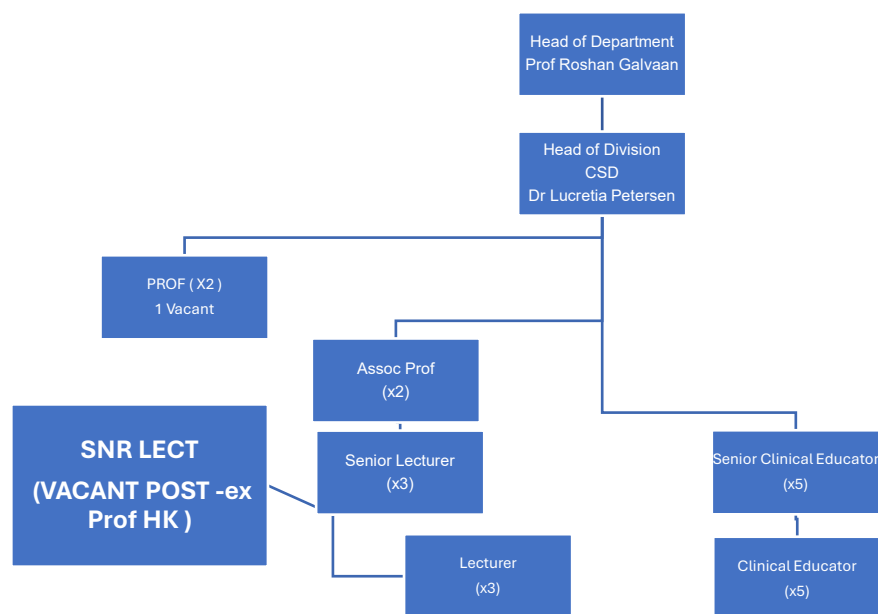 Head of Department
Prof Roshan Galvaan
Head of Division
CSD
Dr Lucretia Petersen
PROF ( X2 )
1 Vacant
Assoc Prof
(x2)
SNR LECT
(VACANT POST -ex
Prof HK )
Senior Lecturer
(x3)
Senior Clinical Educator
(x5)
Lecturer
(x3)
Clinical Educator
(x5)